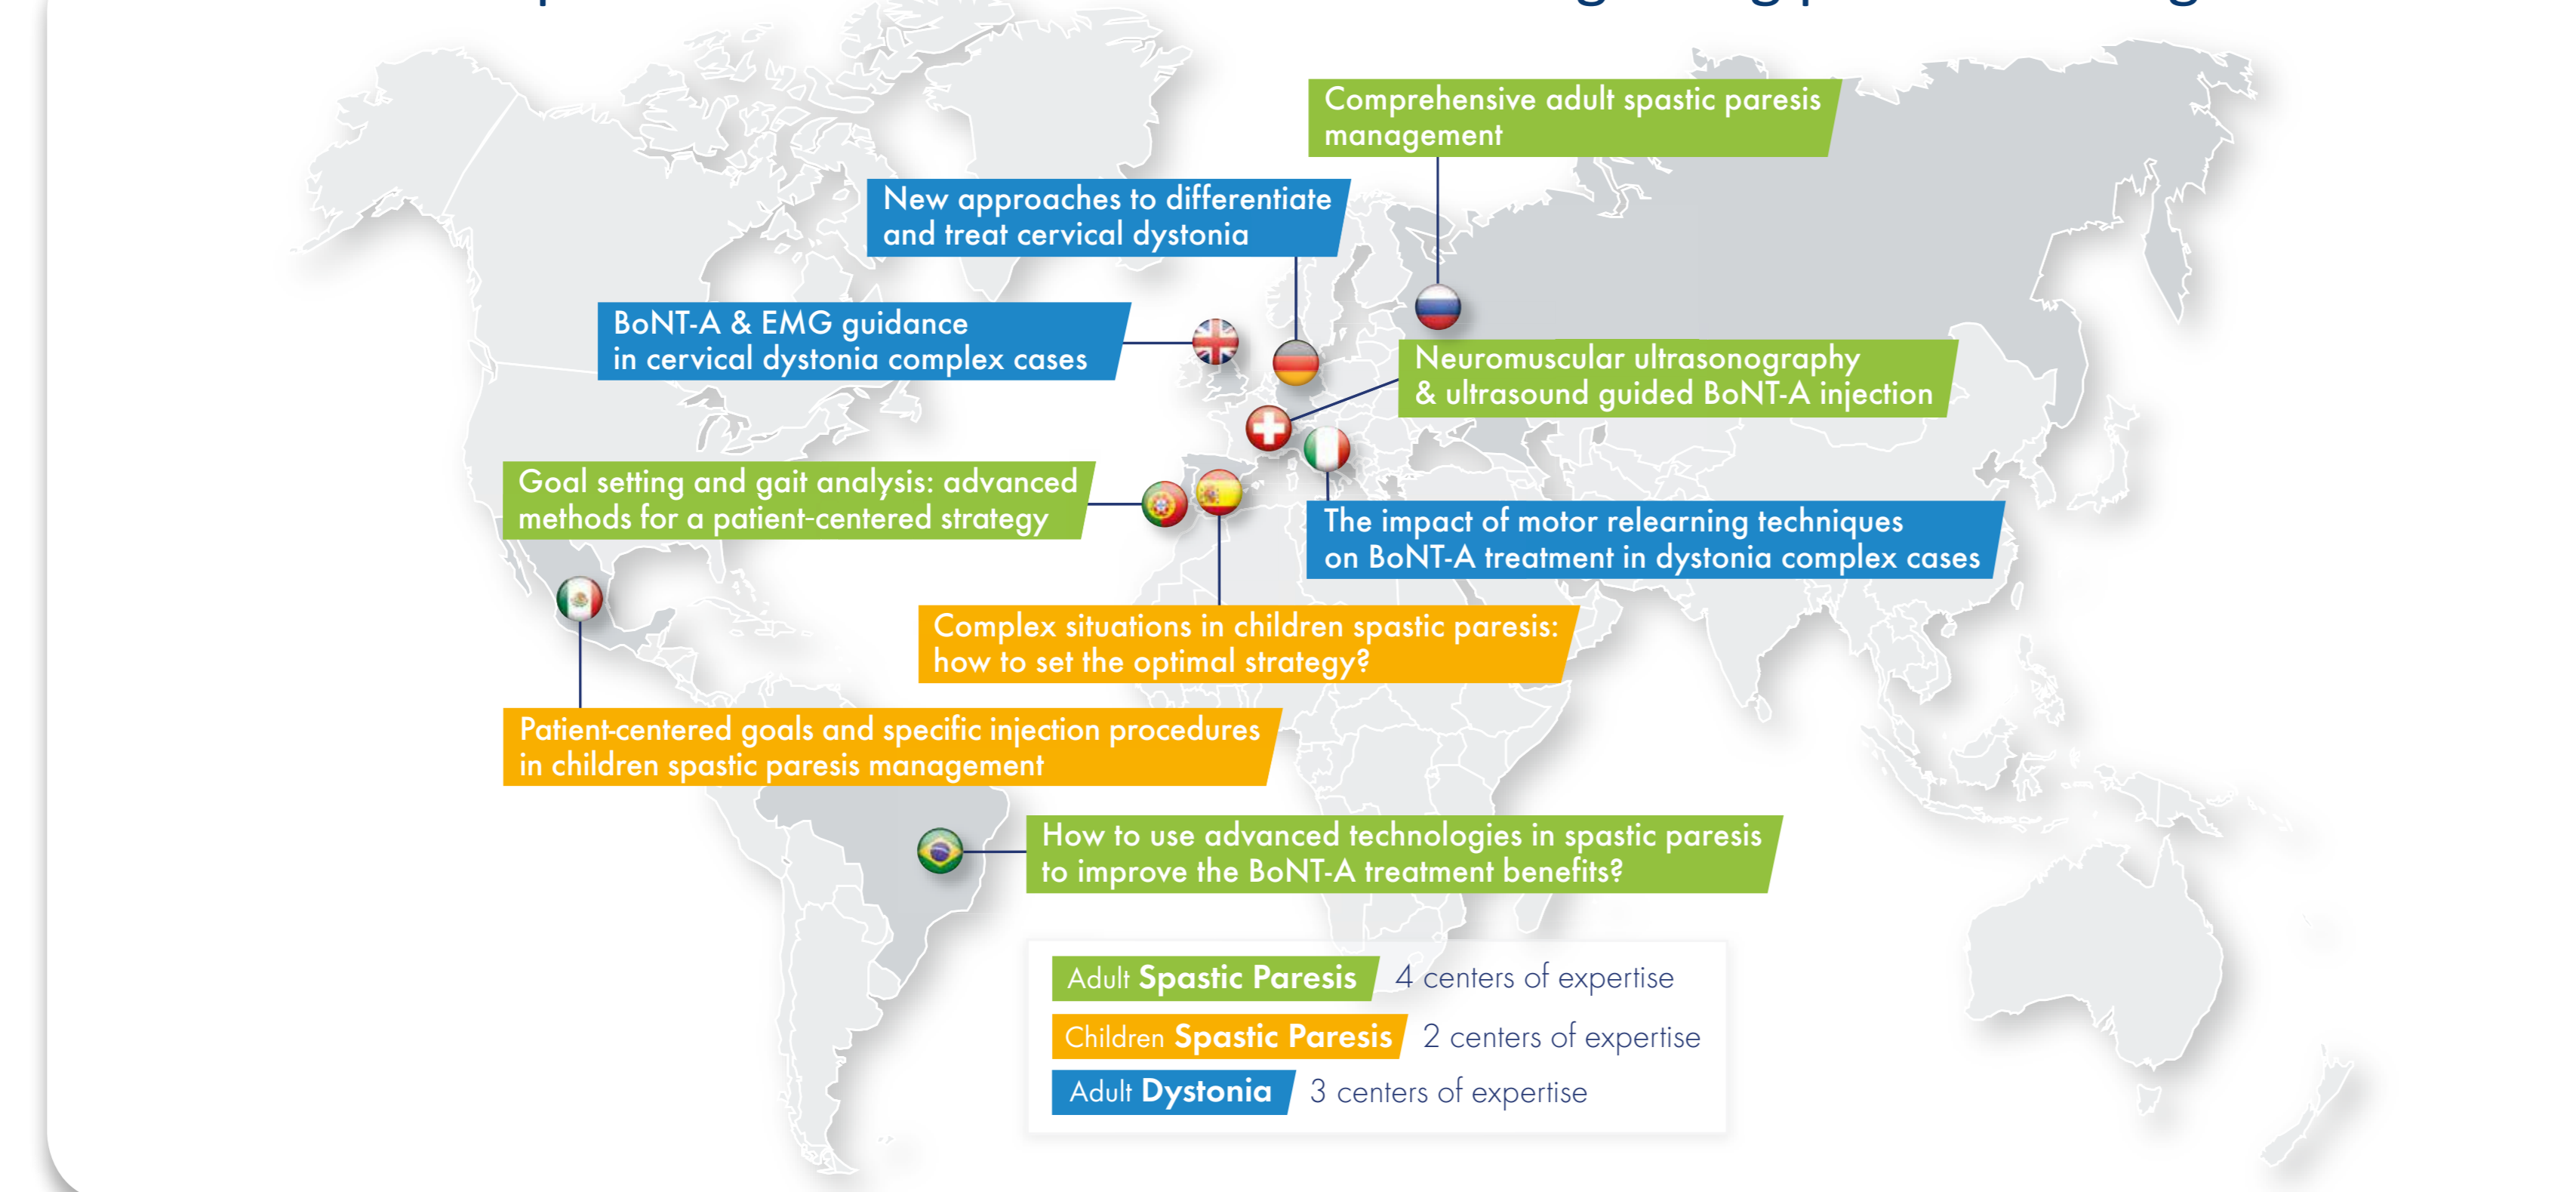 Comprehensive adult spastic paresis
management
New approaches to differentiate
and treat cervical dystonia
BoNT-A & EMG guidance
in cervical dystonia complex cases
Neuromuscular ultrasonography
& ultrasound guided BoNT-A injection
Goal setting and gait analysis: advanced
methods for a patient-centered strategy
The impact of motor relearning techniques
on BoNT-A treatment in dystonia complex cases
Complex situations in children spastic paresis:
how to set the optimal strategy?
Patient-centered goals and specific injection procedures
in children spastic paresis management
How to use advanced technologies in spastic paresis
to improve the BoNT-A treatment benefits?
Adult Spastic Paresis 4 centers of expertise
Children Spastic Paresis 2 centers of expertise
Adult Dystonia 3 centers of expertise